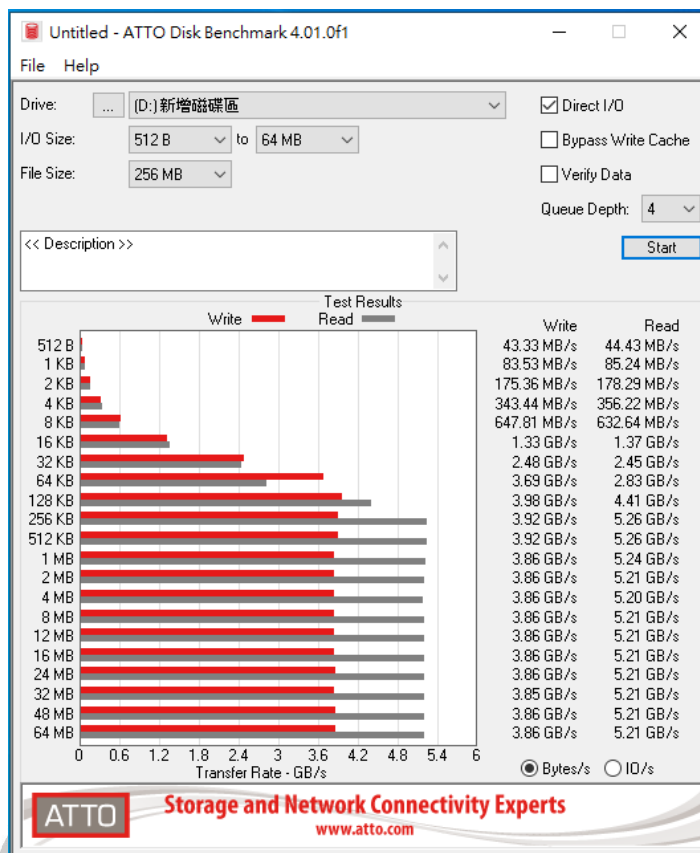 Untitled - ATTO Disk Benchmark 4.01.0f1
File Help
Drive: ... (D:)新增磁碟區 Direct I/O
I/O Size: 512 B to 64 MB Bypass Write Cache
File Size: 256 MB Verify Data
Queue Depth: 4
<< Description >> Start
Test Results
Write Read Write Read
512 B 43.33 MB/s 44.43 MB/s
1 KB 83.53 MB/s 85.24 MB/s
2 KB 175.36 MB/s 178.29 MB/s
4 KB 343.44 MB/s 356.22 MB/s
8 KB 647.81 MB/s 632.64 MB/s
16 KB 1.33 GB/s 1.37 GB/s
32 KB 2.48 GB/s 2.45 GB/s
64 KB 3.69 GB/s 2.83 GB/s
128 KB 3.98 GB/s 4.41 GB/s
256 KB 3.92 GB/s 5.26 GB/s
512 KB 3.92 GB/s 5.26 GB/s
1 MB 3.86 GB/s 5.24 GB/s
2 MB 3.86 GB/s 5.21 GB/s
4 MB 3.86 GB/s 5.20 GB/s
8 MB 3.86 GB/s 5.21 GB/s
12 MB 3.86 GB/s 5.21 GB/s
16 MB 3.86 GB/s 5.21 GB/s
24 MB 3.86 GB/s 5.21 GB/s
32 MB 3.85 GB/s 5.21 GB/s
48 MB 3.86 GB/s 5.21 GB/s
64 MB 3.86 GB/s 5.21 GB/s
0 0.6 1.2 1.8 2.4 3 3.6 4.2 4.8 5.4 6
Transfer Rate - GB/s Bytes/s IO/s
ATTO Storage and Network Connectivity Experts
www.atto.com